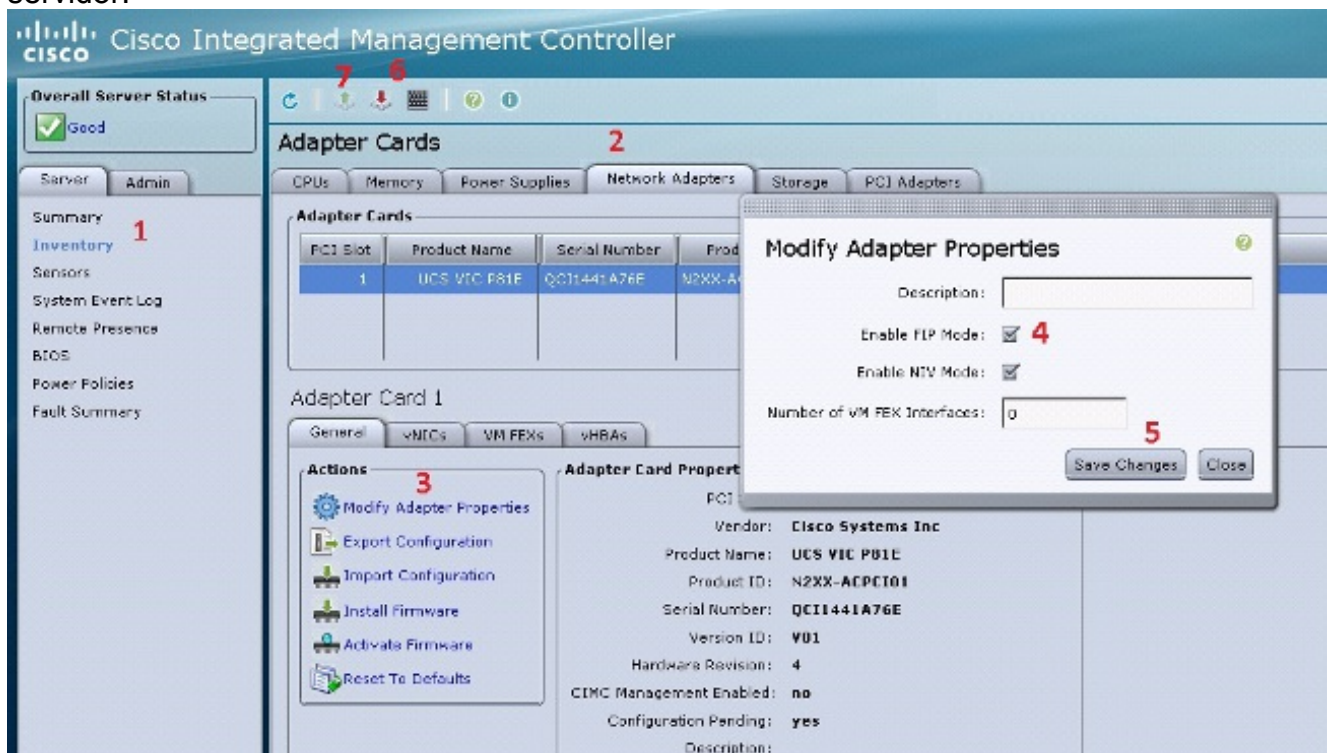 servidor.
cisco Cisco Integrated Management Controller
7 6
Overall Server Status
Good
Server Admin
Summary
1
Inventory
Sensors
System Event Log
Remote Presence
BIOS
Power Policies
Fault Summary
Adapter Cards
2
CPUs Memory Power Supplies Network Adapters Storage PCI Adapters
Adapter Cards
PCI Slot Product Name Serial Number Prod
1 UCS VIC P81E QCI1441A76E N2XX-A
Adapter Card 1
General vNICs VM FEXs vHBAs
Actions
3
Modify Adapter Properties
Export Configuration
Import Configuration
Install Firmware
Activate Firmware
Reset To Defaults
Adapter Card Propert
PCI
Vendor: Cisco Systems Inc
Product Name: UCS VIC P81E
Product ID: N2XX-ACPCI01
Serial Number: QCI1441A76E
Version ID: V01
Hardware Revision: 4
CIMC Management Enabled: no
Configuration Pending: yes
Description:
Modify Adapter Properties
Description:
Enable FIP Mode: 4
Enable NIV Mode:
Number of VM FEX Interfaces: 0
5
Save Changes Close